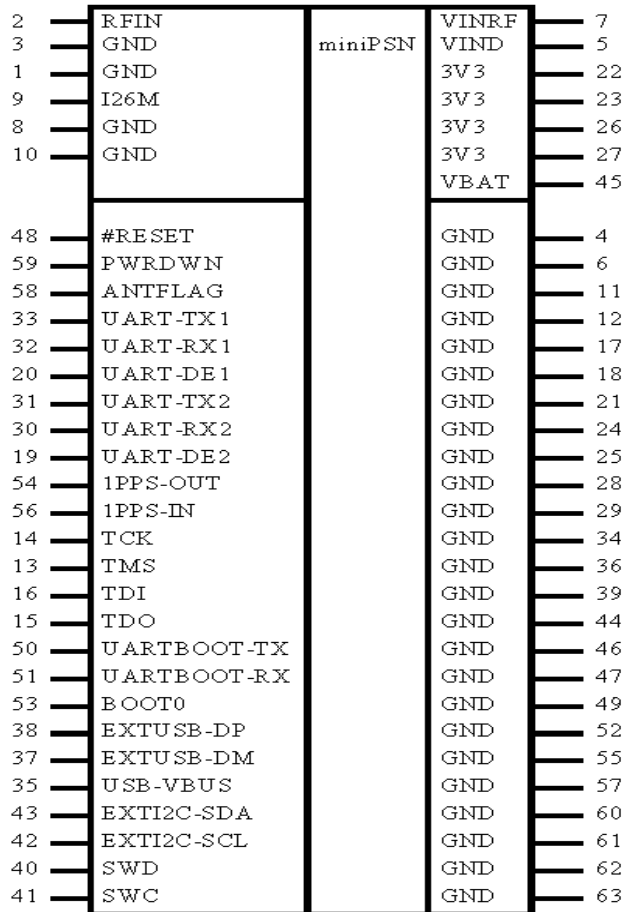 2 RFIN miniPSN VINRF 7
3 GND VIND 5
1 GND 3V3 22
9 I26M 3V3 23
8 GND 3V3 26
10 GND 3V3 27
VBAT 45
48 #RESET GND 4
59 PWRDWN GND 6
58 ANTFLAG GND 11
33 UART-TX1 GND 12
32 UART-RX1 GND 17
20 UART-DE1 GND 18
31 UART-TX2 GND 21
30 UART-RX2 GND 24
19 UART-DE2 GND 25
54 1PPS-OUT GND 28
56 1PPS-IN GND 29
14 TCK GND 34
13 TMS GND 36
16 TDI GND 39
15 TDO GND 44
50 UARTBOOT-TX GND 46
51 UARTBOOT-RX GND 47
53 BOOT0 GND 49
38 EXTUSB-DP GND 52
37 EXTUSB-DM GND 55
35 USB-VBUS GND 57
43 EXTI2C-SDA GND 60
42 EXTI2C-SCL GND 61
40 SWD GND 62
41 SWC GND 63